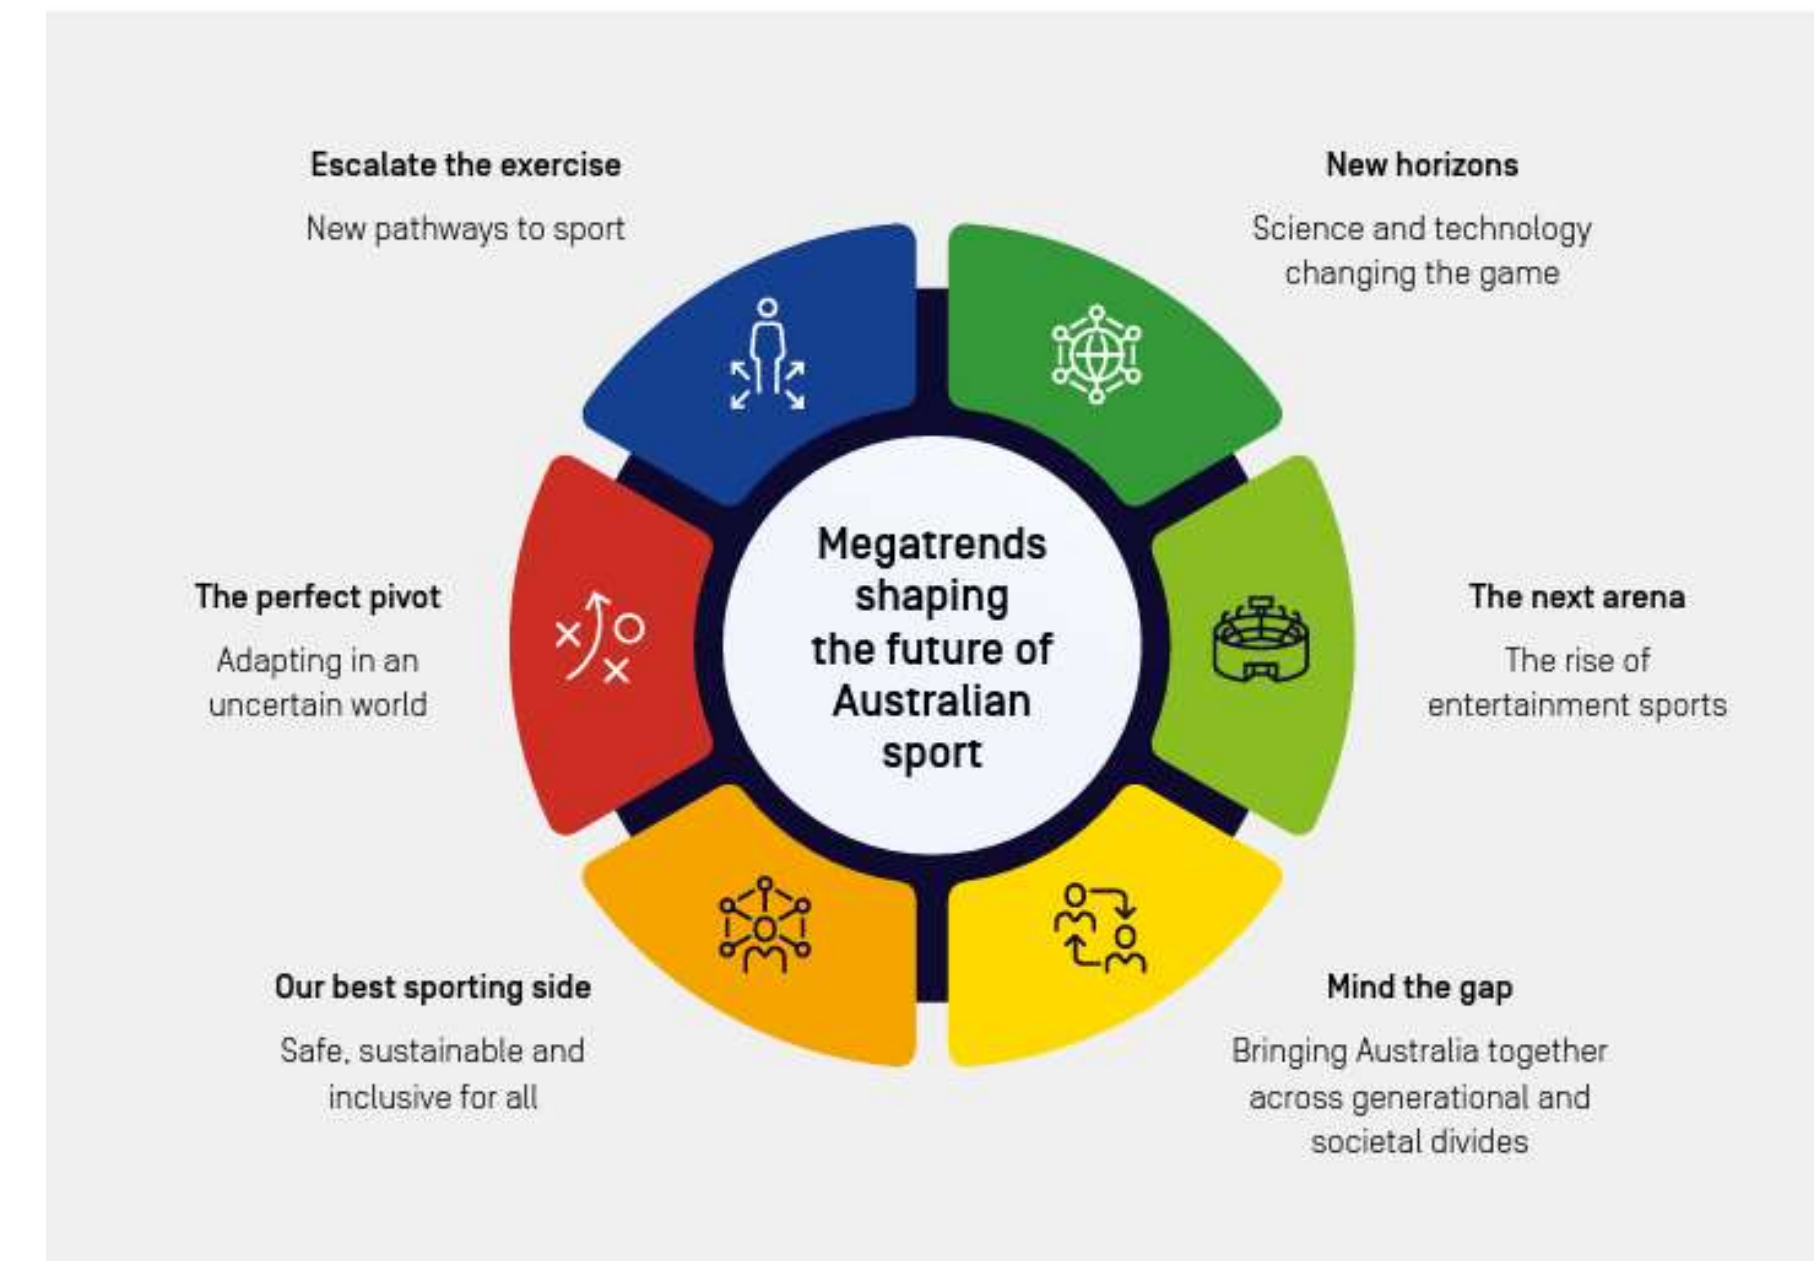 Escalate the exercise
New pathways to sport
New horizons
Science and technology
changing the game
The perfect pivot
Adapting in an
uncertain world
Megatrends
shaping
the future of
Australian
sport
The next arena
The rise of
entertainment sports
Our best sporting side
Safe, sustainable and
inclusive for all
Mind the gap
Bringing Australia together
across generational and
societal divides